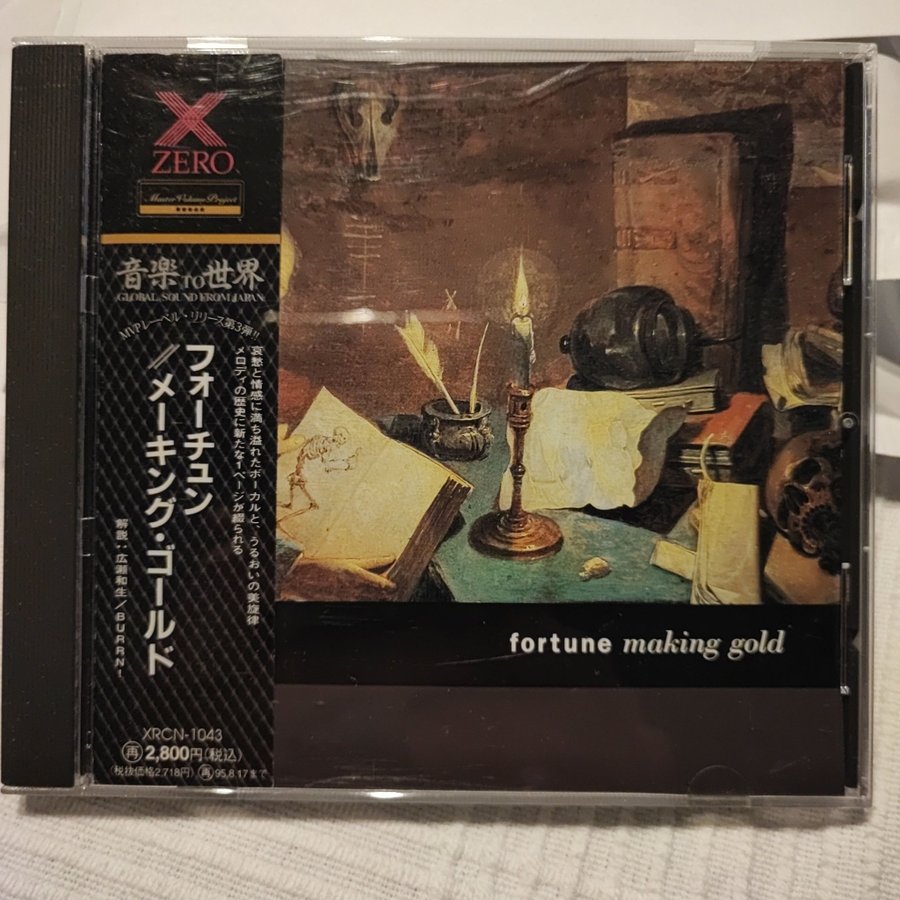 X
ZERO
Master Volume Project
★★★★★
音楽TO世界
GLOBAL SOUND FROM JAPAN
MVPレーベル・リリース第3弾!!
哀愁と情感に満ち溢れたボーカルと、うるおいの美旋律
メロディの歴史に新たな1ページが綴られる
フォーチュン
//メーキング・ゴールド
解説:広瀬和生/BURRN!
XRCN-1043
再2,800円(税込)
(税抜価格2,718円)再95.8.17まで
fortune making gold